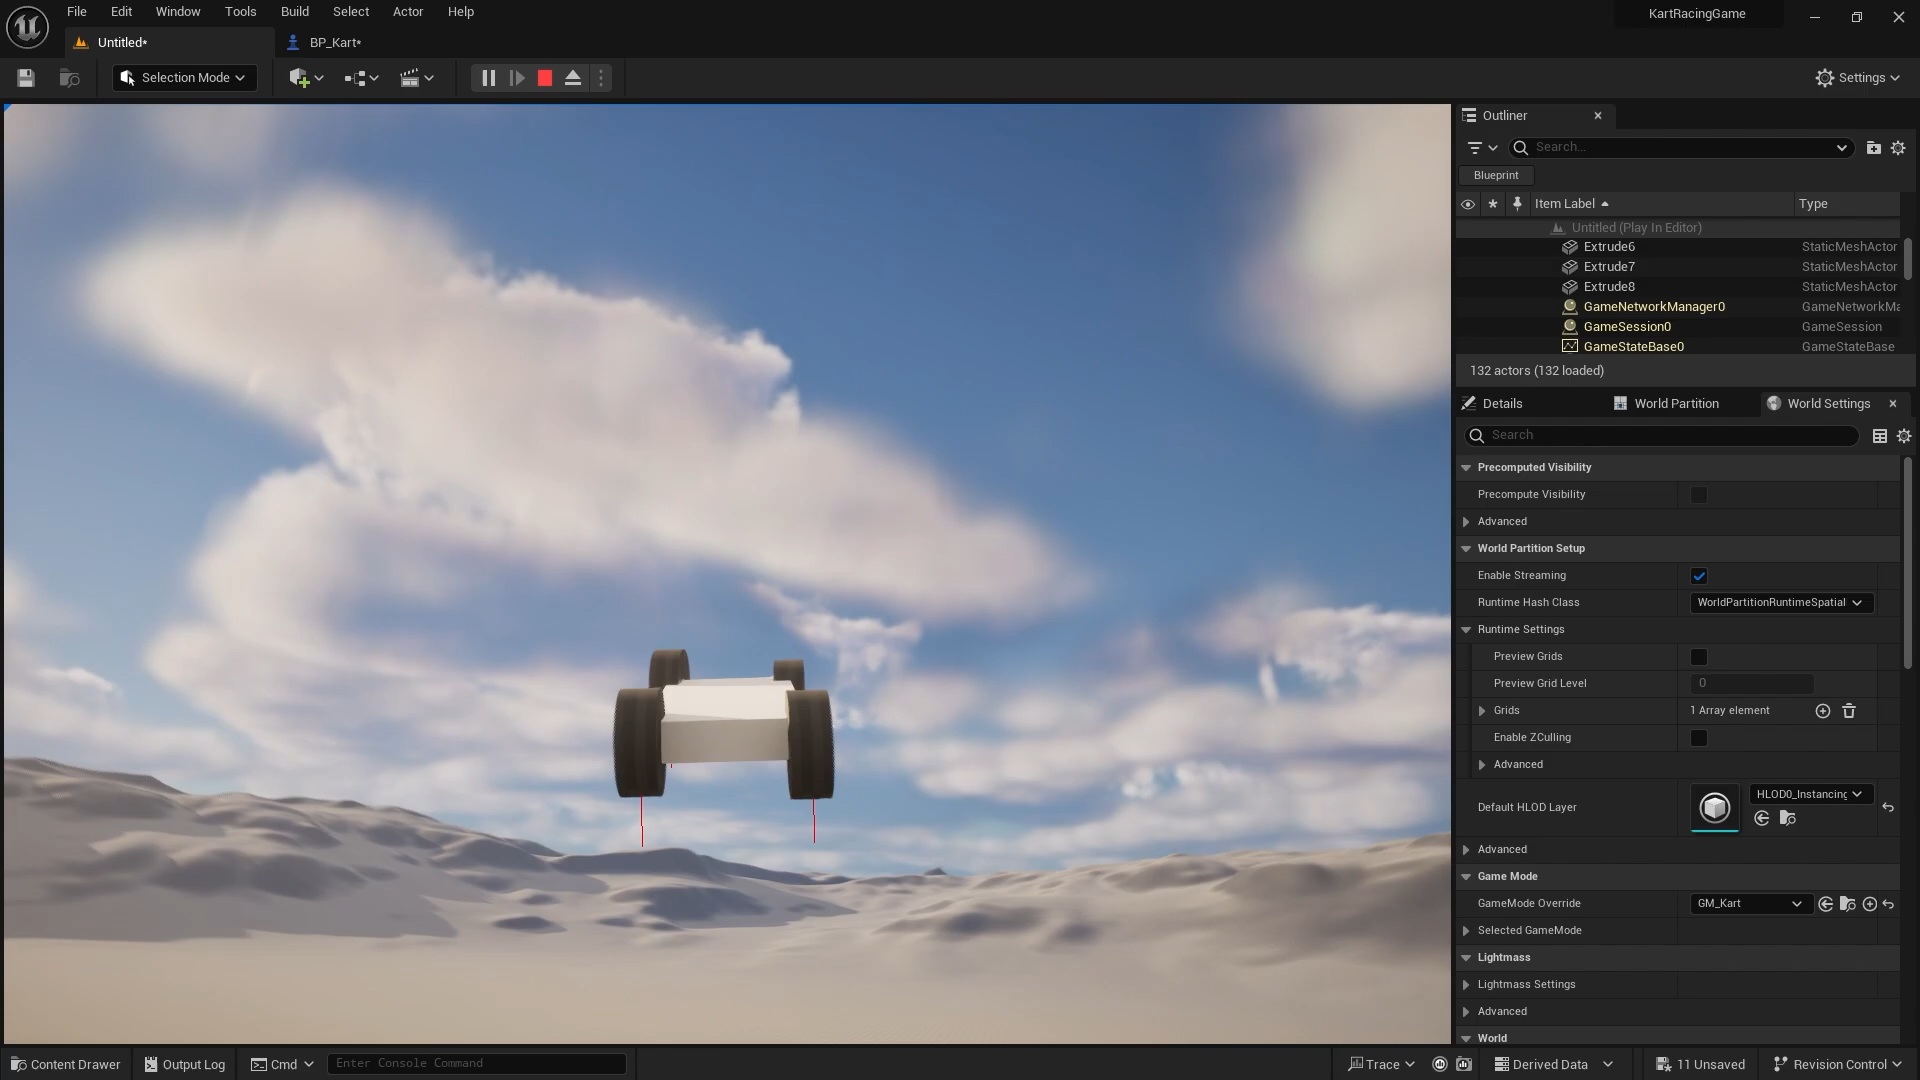 File Edit Window Tools Build Select Actor Help
KartRacingGame
Untitled*
BP_Kart*
Selection Mode
Settings
Outliner
Search...
Blueprint
Item Label
Type
Untitled (Play In Editor)
Extrude6 StaticMeshActor
Extrude7 StaticMeshActor
Extrude8 StaticMeshActor
GameNetworkManager0 GameNetworkMa
GameSession0 GameSession
GameStateBase0 GameStateBase
132 actors (132 loaded)
Details
World Partition
World Settings
Search
Precomputed Visibility
Precompute Visibility
Advanced
World Partition Setup
Enable Streaming
Runtime Hash Class WorldPartitionRuntimeSpatial
Runtime Settings
Preview Grids
Preview Grid Level 0
Grids 1 Array element
Enable ZCulling
Advanced
Default HLOD Layer HLOD0_Instancing
Advanced
Game Mode
GameMode Override GM_Kart
Selected GameMode
Lightmass
Lightmass Settings
Advanced
World
Content Drawer
Output Log
Cmd
Enter Console Command
Trace
Derived Data
11 Unsaved
Revision Control